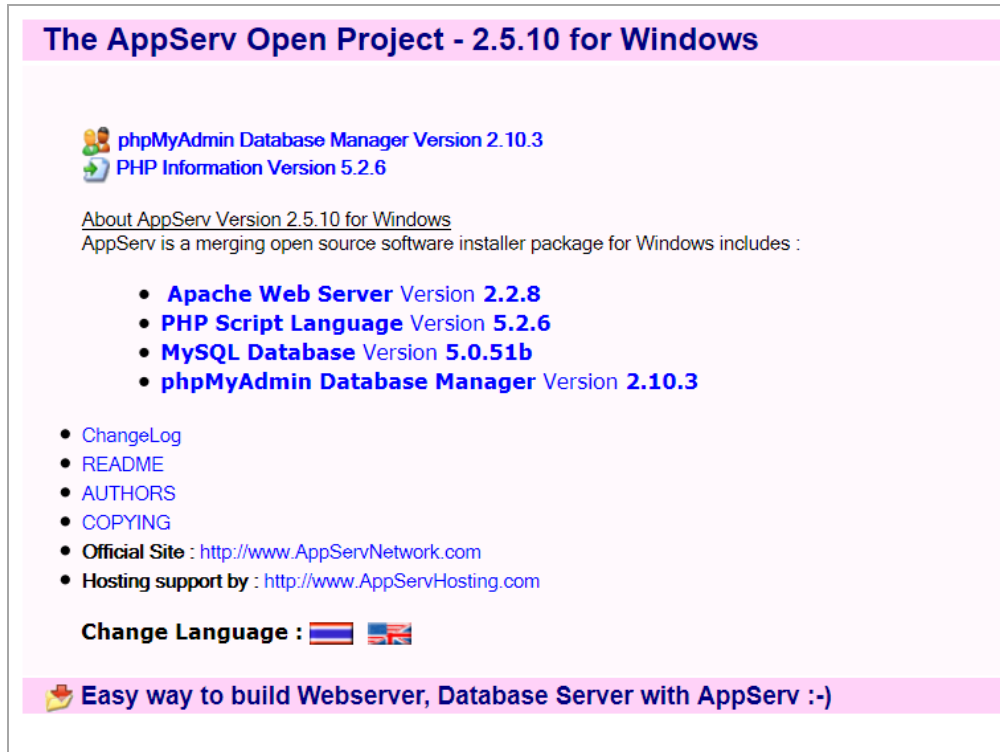 The AppServ Open Project - 2.5.10 for Windows
phpMyAdmin Database Manager Version 2.10.3
PHP Information Version 5.2.6
About AppServ Version 2.5.10 for Windows
AppServ is a merging open source software installer package for Windows includes :
Apache Web Server Version 2.2.8
PHP Script Language Version 5.2.6
MySQL Database Version 5.0.51b
phpMyAdmin Database Manager Version 2.10.3
ChangeLog
README
AUTHORS
COPYING
Official Site : http://www.AppServNetwork.com
Hosting support by : http://www.AppServHosting.com
Change Language :
Easy way to build Webserver, Database Server with AppServ :-)